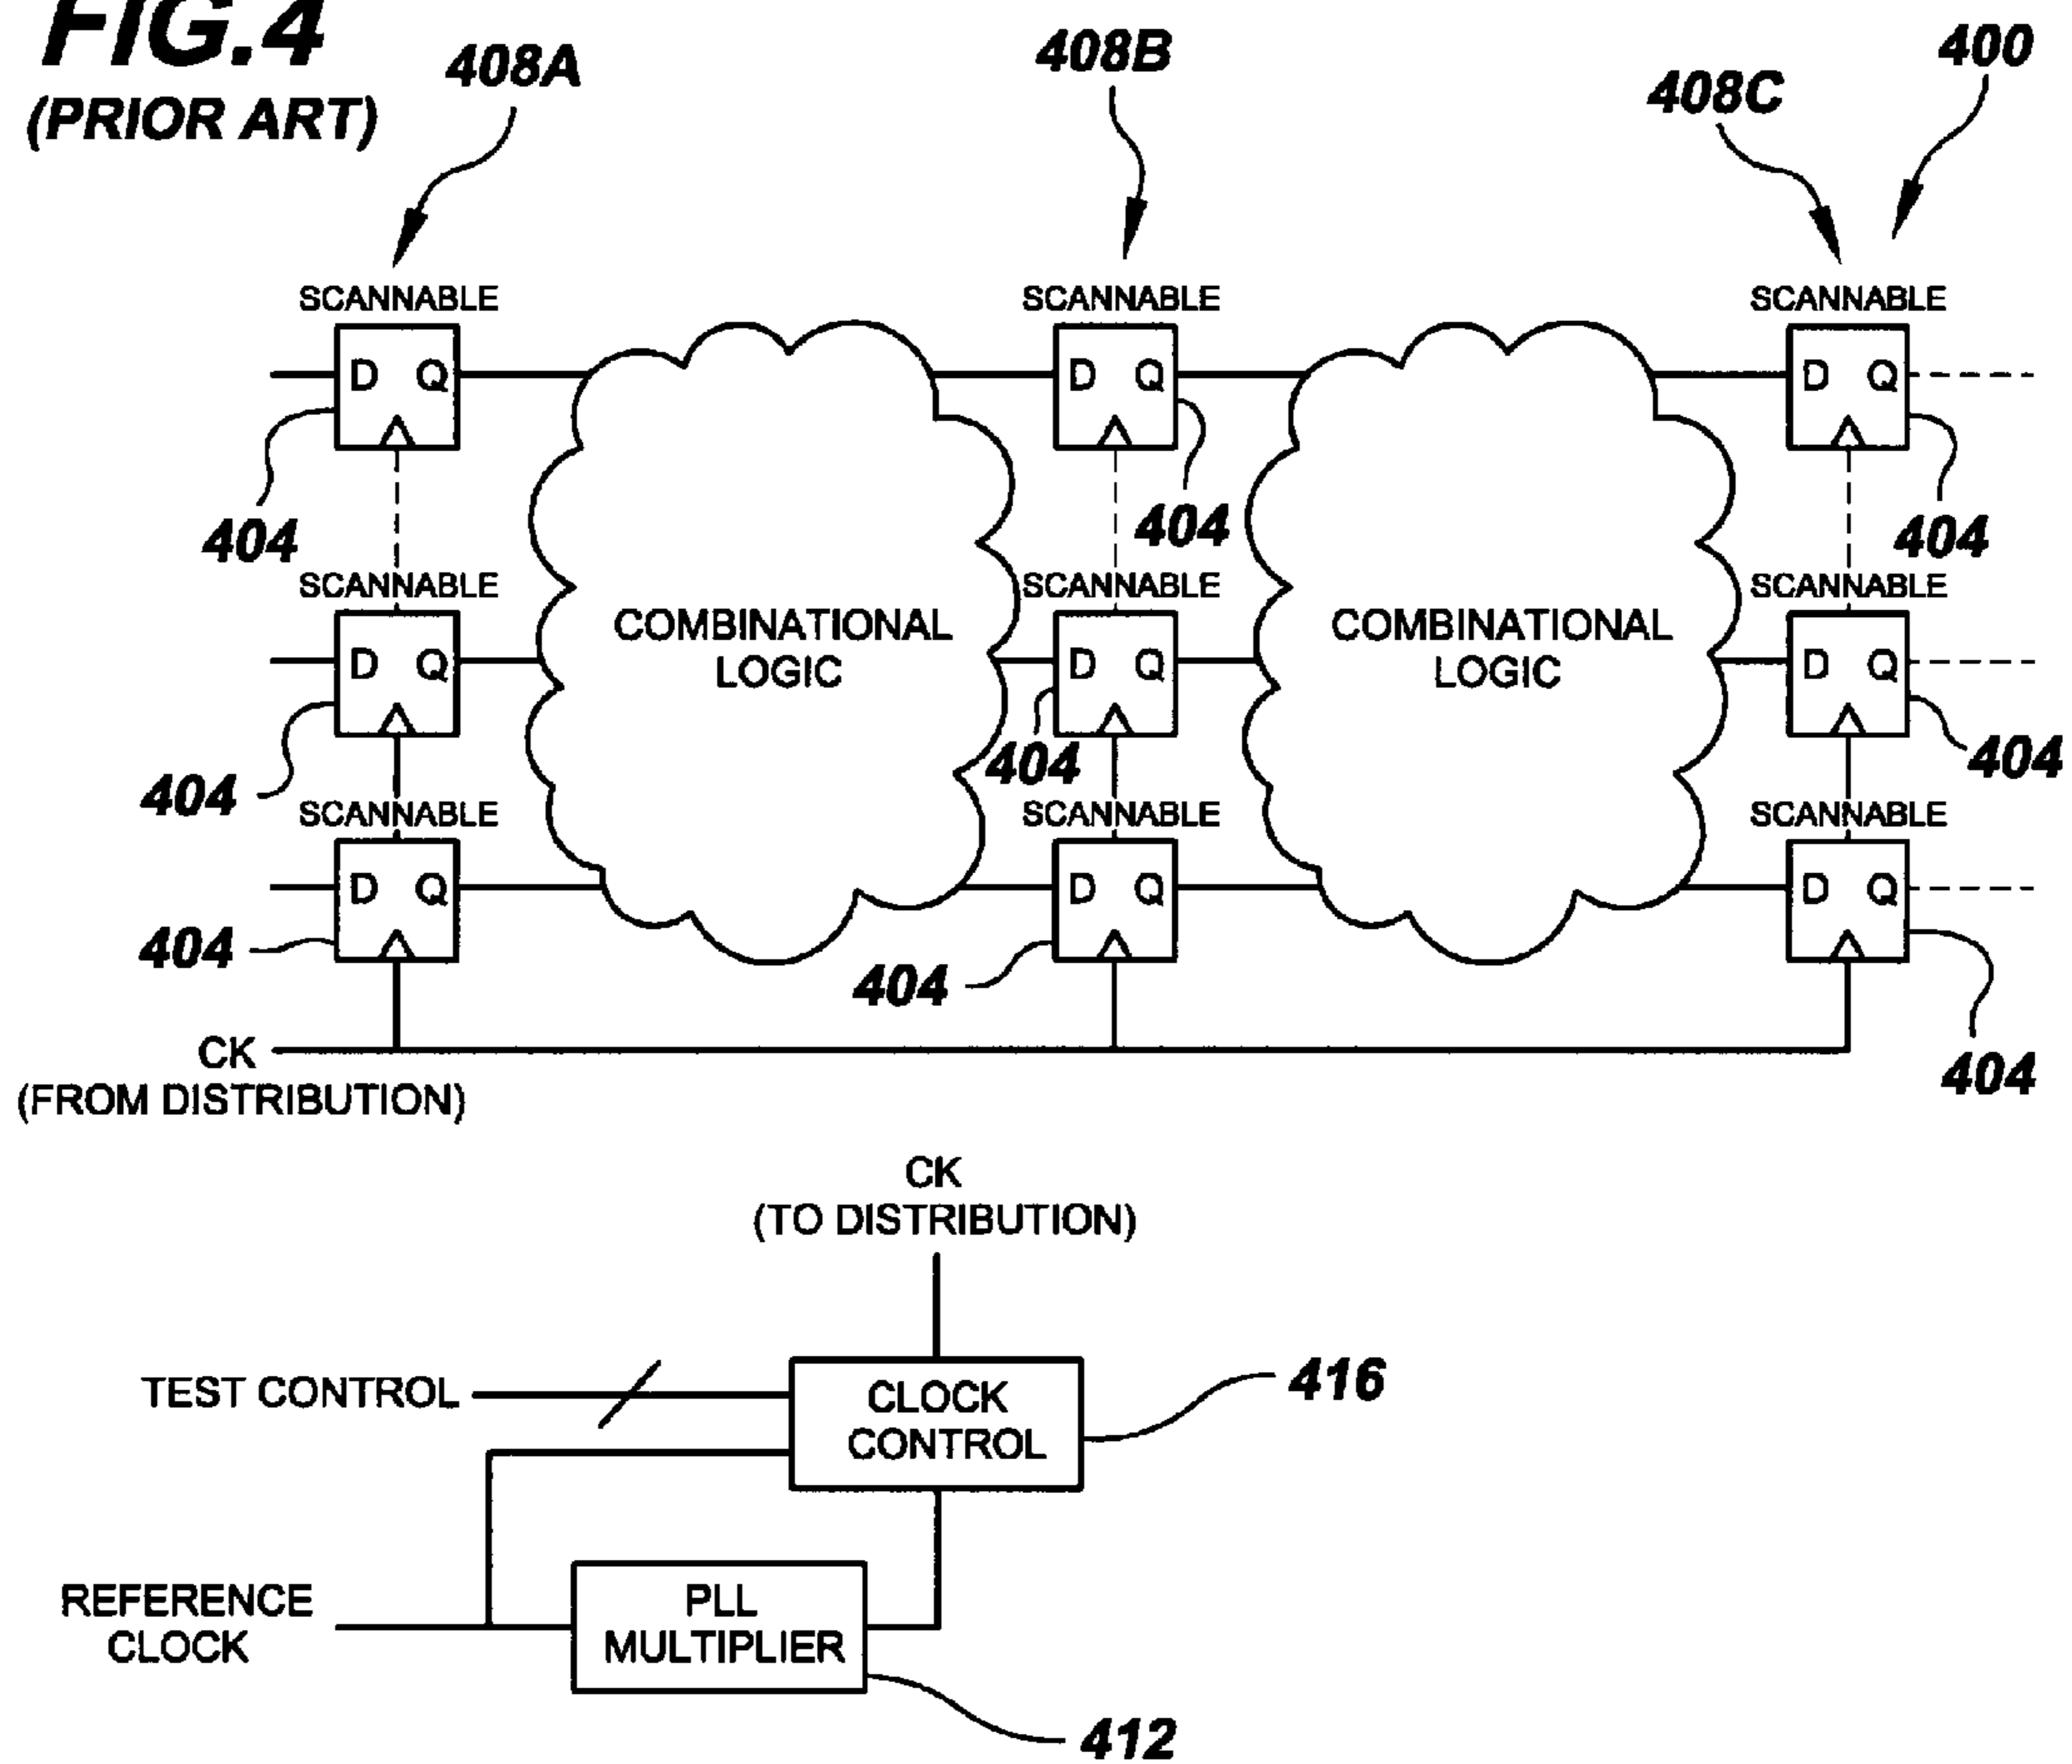 FIG.4
(PRIOR ART)
408A
408B
408C
400
SCANNABLE
SCANNABLE
SCANNABLE
D Q
D Q
D Q
404
404
404
SCANNABLE
SCANNABLE
SCANNABLE
COMBINATIONAL
LOGIC
COMBINATIONAL
LOGIC
D Q
D Q
D Q
404
404
404
SCANNABLE
SCANNABLE
SCANNABLE
D Q
D Q
D Q
404
404
404
CK
(FROM DISTRIBUTION)
CK
(TO DISTRIBUTION)
TEST CONTROL
CLOCK
CONTROL
416
REFERENCE
CLOCK
PLL
MULTIPLIER
412